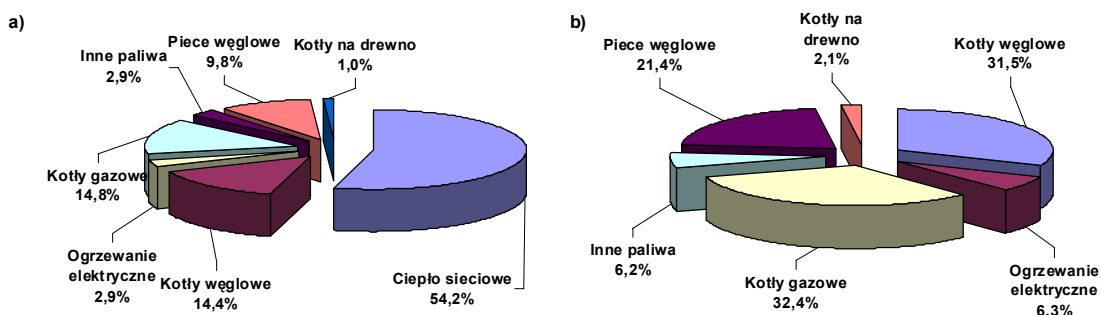 a)
Inne paliwa
2,9%
Piece węglowe
9,8%
Kotły na drewno
1,0%
Kotły gazowe
14,8%
Ogrzewanie
elektryczne
2,9%
Kotły węglowe
14,4%
Ciepło sieciowe
54,2%
b)
Piece węglowe
21,4%
Kotły na
drewno
2,1%
Kotły węglowe
31,5%
Inne paliwa
6,2%
Kotły gazowe
32,4%
Ogrzewanie
elektryczne
6,3%